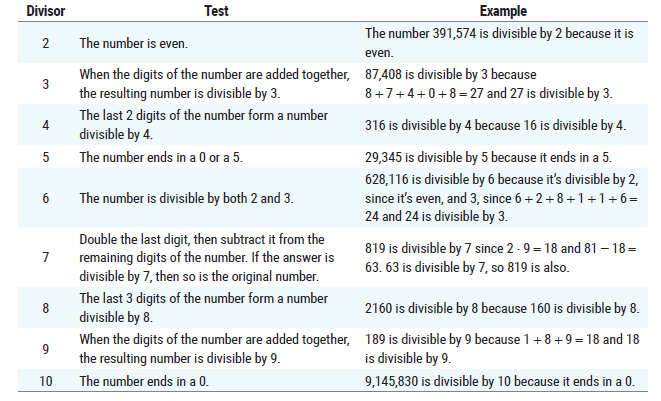 Divisor Test Example
2 The number is even. The number 391,574 is divisible by 2 because it is
even.
3 When the digits of the number are added together, 87,408 is divisible by 3 because
the resulting number is divisible by 3. 8 + 7 + 4 + 0 + 8 = 27 and 27 is divisible by 3.
4 The last 2 digits of the number form a number
divisible by 4. 316 is divisible by 4 because 16 is divisible by 4.
5 The number ends in a 0 or a 5. 29,345 is divisible by 5 because it ends in a 5.
6 The number is divisible by both 2 and 3. 628,116 is divisible by 6 because it's divisible by 2,
since it's even, and 3, since 6 + 2 + 8 + 1 + 1 + 6 =
24 and 24 is divisible by 3.
7 Double the last digit, then subtract it from the
remaining digits of the number. If the answer is
divisible by 7, then so is the original number. 819 is divisible by 7 since 2 · 9 = 18 and 81 – 18 =
63. 63 is divisible by 7, so 819 is also.
8 The last 3 digits of the number form a number
divisible by 8. 2160 is divisible by 8 because 160 is divisible by 8.
9 When the digits of the number are added together, 189 is divisible by 9 because 1 + 8 + 9 = 18 and 18
the resulting number is divisible by 9. is divisible by 9.
10 The number ends in a 0. 9,145,830 is divisible by 10 because it ends in a 0.